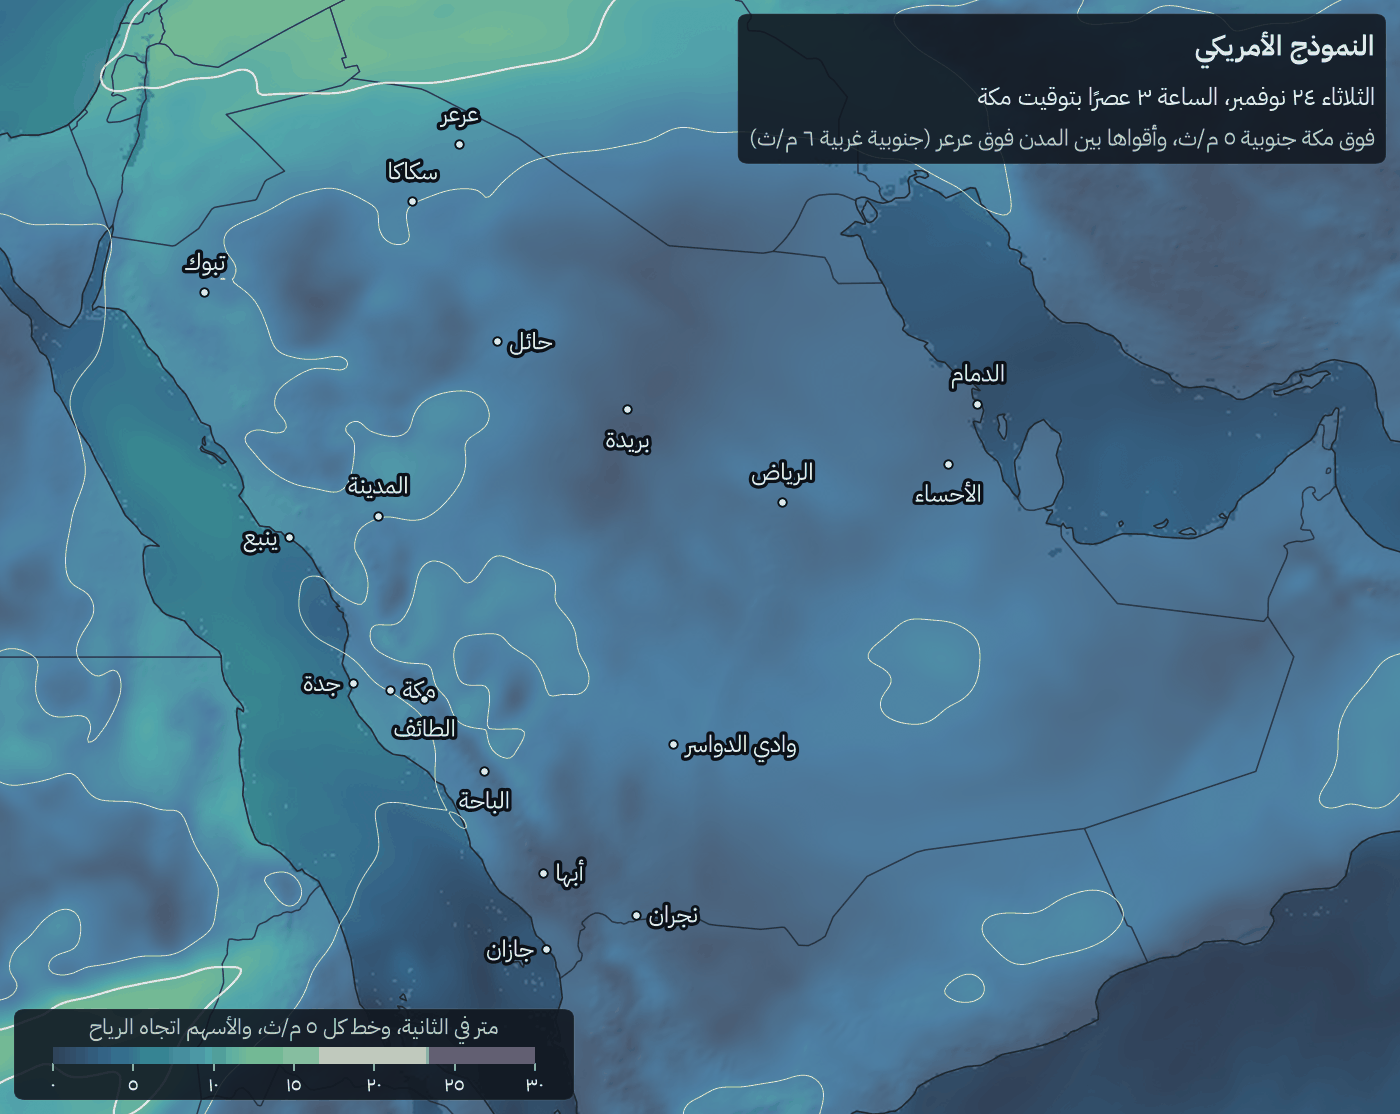 النموذج الأمريكي
الثلاثاء ٢٤ نوفمبر، الساعة ٣ عصرًا بتوقيت مكة
فوق مكة جنوبية ٥ م/ث، وأقواها بين المدن فوق عرعر (جنوبية غربية ٦ م/ث)
عرعر
سكاكا
تبوك
حائل
الدمام
بريدة
الرياض
الأحساء
المدينة
ينبع
جدة
مكة
الطائف
وادي الدواسر
الباحة
أبها
نجران
جازان
متر في الثانية، وخط كل ٥ م/ث، والأسهم اتجاه الرياح
٠ ٥ ١٠ ١٥ ٢٠ ٢٥ ٣٠